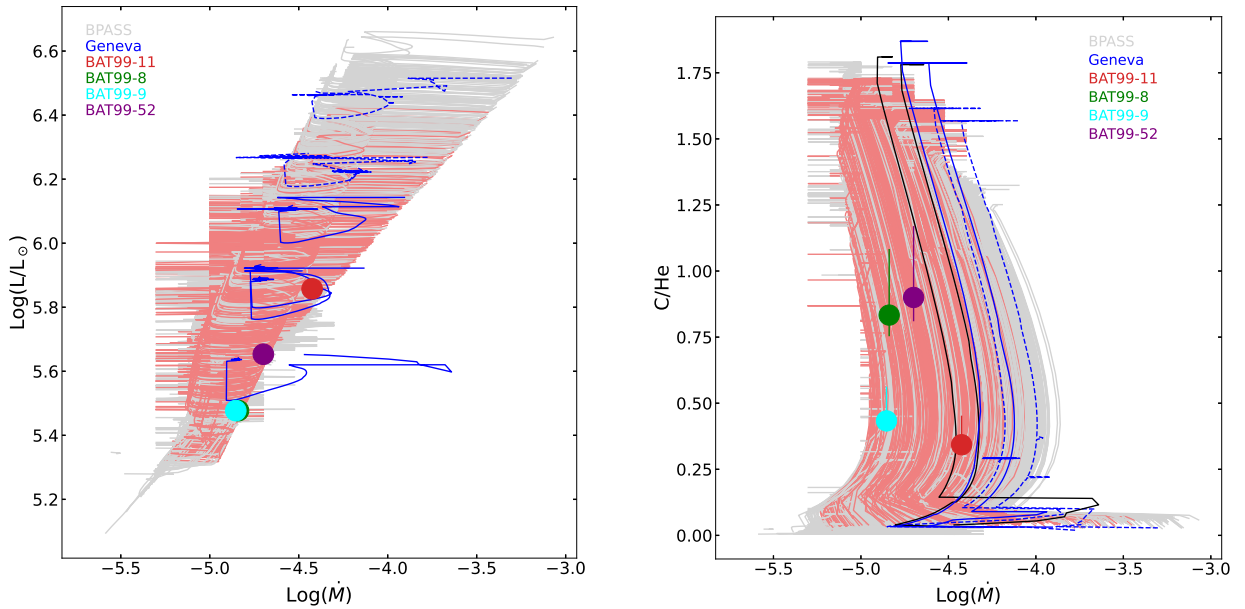 BPASS
Geneva
BAT99-11
BAT99-8
BAT99-9
BAT99-52
6.6
6.4
6.2
6.0
5.8
5.6
5.4
5.2
Log(L/L⊙)
−5.5 −5.0 −4.5 −4.0 −3.5 −3.0
Log(Ṁ)
BPASS
Geneva
BAT99-11
BAT99-8
BAT99-9
BAT99-52
1.75
1.50
1.25
1.00
0.75
0.50
0.25
0.00
C/He
−5.5 −5.0 −4.5 −4.0 −3.5 −3.0
Log(Ṁ)